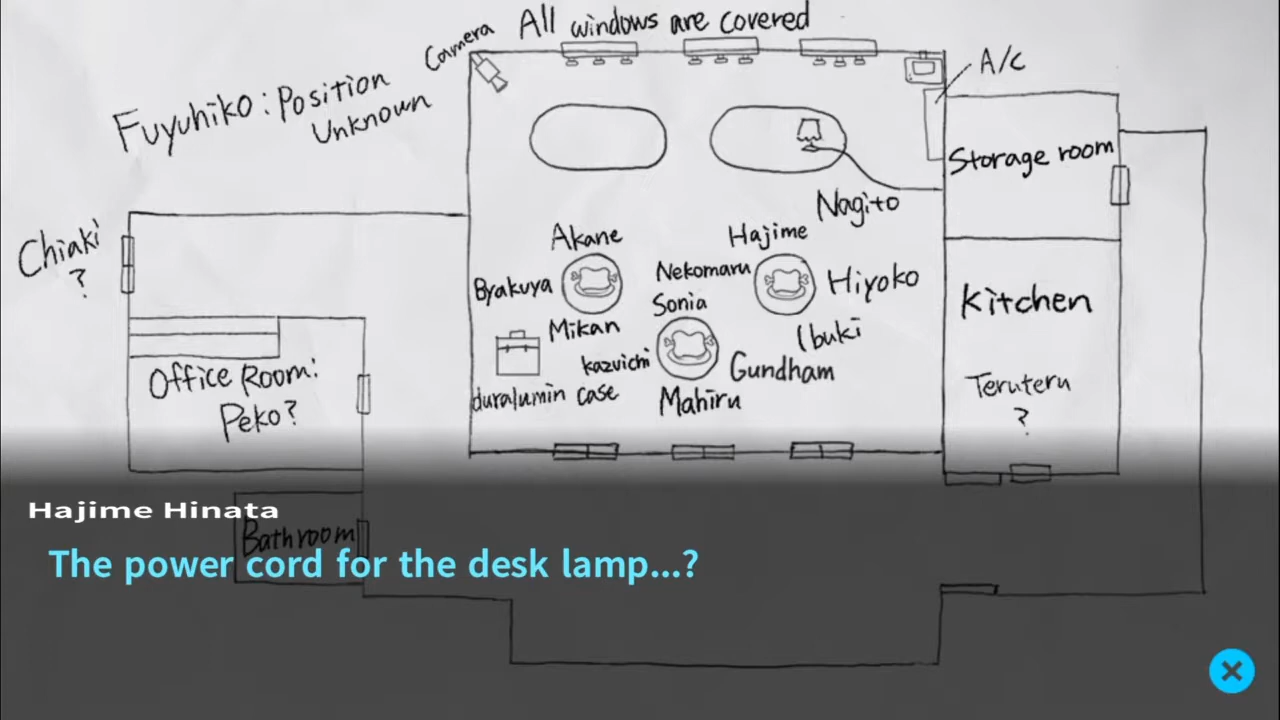 All windows are covered
Camera
A/C
Fuyuhiko: Position
Unknown
Storage room
Nagito
Chiaki
?
Akane
Hajime
Byakuya
Nekomaru
Hiyoko
Sonia
Kitchen
Mikan
Ibuki
kazuichi
Gundham
Office Room:
Peko?
duralumin case
Mahiru
Teruteru
?
Hajime Hinata
Bathroom
The power cord for the desk lamp...?